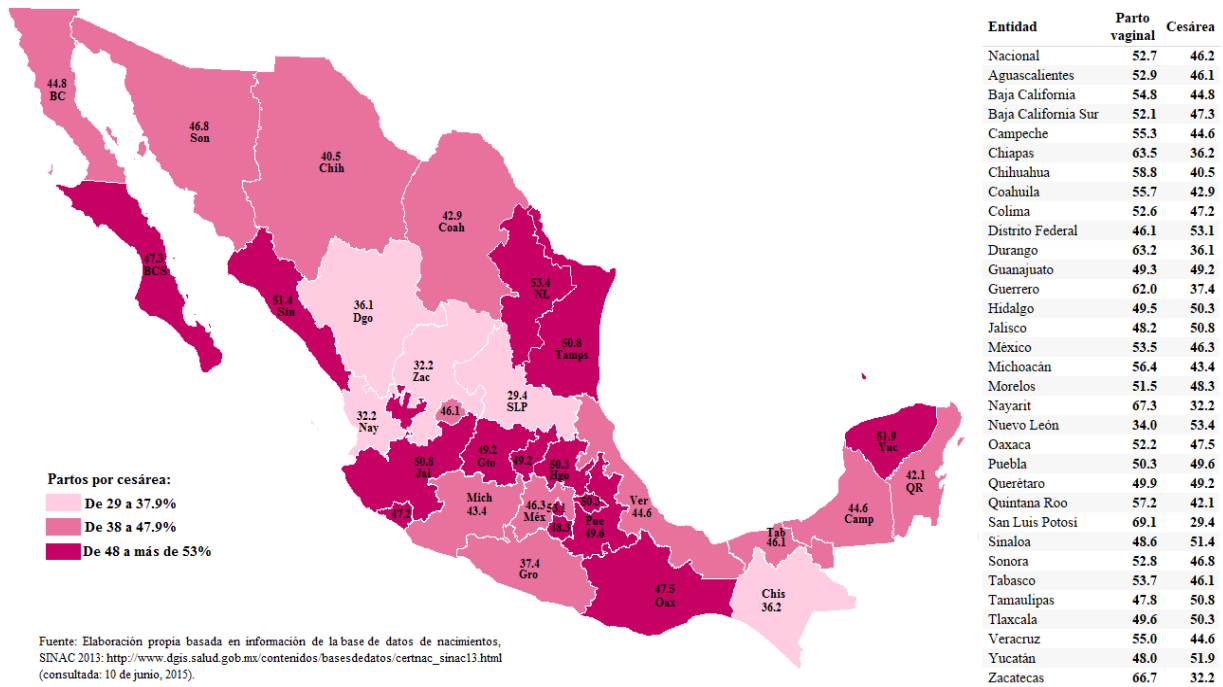 44.8
BC
46.8
Son
40.5
Chih
42.9
Coah
47.3
BCS
51.4
Sin
36.1
Dgo
53.4
NL
50.8
Tamps
32.2
Zac
29.4
SLP
32.2
Nay
46.1
50.8
Jal
49.2
Gto
49.2
50.3
Hgo
47.2
Mich
43.4
46.3
Méx
53.1
48.3
50.3
Pue
49.6
Ver
44.6
37.4
Gro
47.5
Oax
Tab
46.1
Chis
36.2
44.6
Camp
51.9
Yuc
42.1
QR
Partos por cesárea:
De 29 a 37.9%
De 38 a 47.9%
De 48 a más de 53%
Fuente: Elaboración propia basada en información de la base de datos de nacimientos,
SINAC 2013: http://www.dgis.salud.gob.mx/contenidos/basesdedatos/certnac_sinac13.html
(consultada: 10 de junio, 2015).
Entidad Parto vaginal Cesárea
Nacional 52.7 46.2
Aguascalientes 52.9 46.1
Baja California 54.8 44.8
Baja California Sur 52.1 47.3
Campeche 55.3 44.6
Chiapas 63.5 36.2
Chihuahua 58.8 40.5
Coahuila 55.7 42.9
Colima 52.6 47.2
Distrito Federal 46.1 53.1
Durango 63.2 36.1
Guanajuato 49.3 49.2
Guerrero 62.0 37.4
Hidalgo 49.5 50.3
Jalisco 48.2 50.8
México 53.5 46.3
Michoacán 56.4 43.4
Morelos 51.5 48.3
Nayarit 67.3 32.2
Nuevo León 34.0 53.4
Oaxaca 52.2 47.5
Puebla 50.3 49.6
Querétaro 49.9 49.2
Quintana Roo 57.2 42.1
San Luis Potosí 69.1 29.4
Sinaloa 48.6 51.4
Sonora 52.8 46.8
Tabasco 53.7 46.1
Tamaulipas 47.8 50.8
Tlaxcala 49.6 50.3
Veracruz 55.0 44.6
Yucatán 48.0 51.9
Zacatecas 66.7 32.2